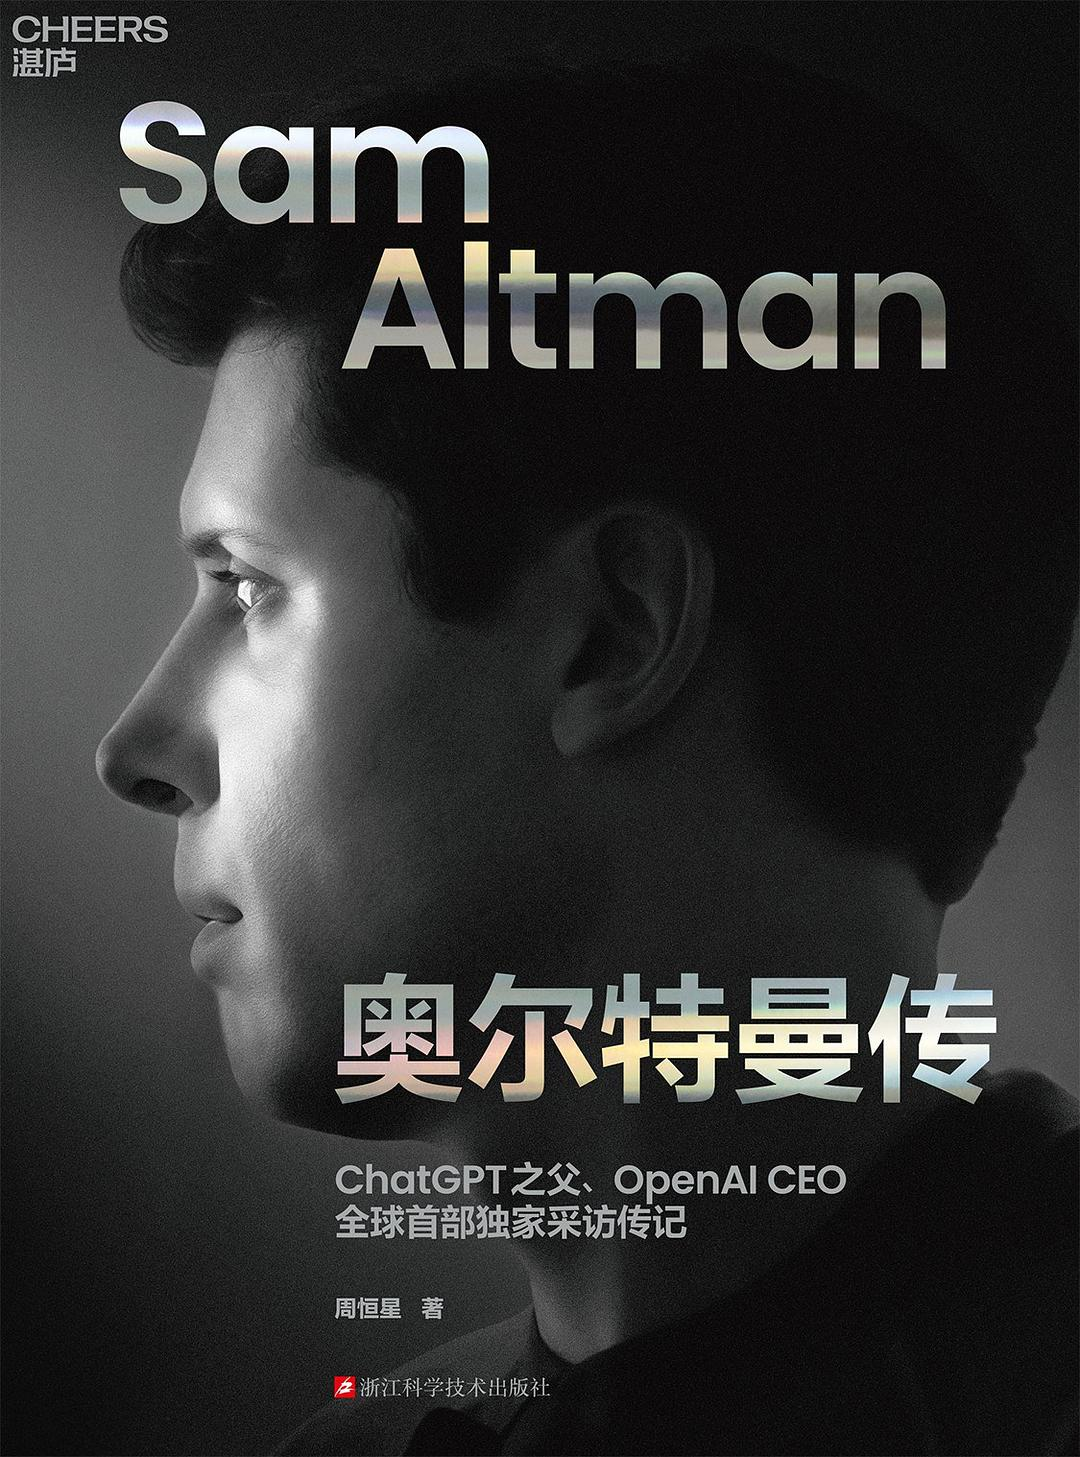 CHEERS
湛庐
Sam
Altman
奥尔特曼传
ChatGPT之父、OpenAI CEO
全球首部独家采访传记
周恒星 著
浙江科学技术出版社